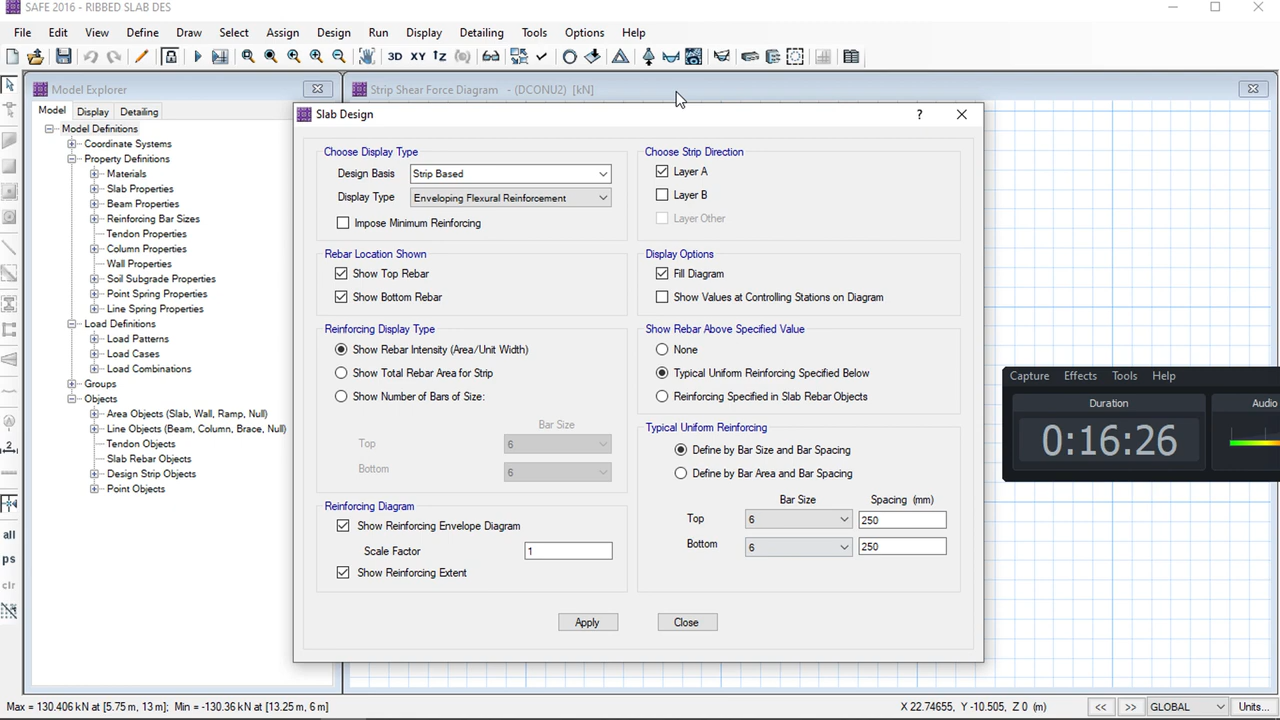 SAFE 2016 - RIBBED SLAB DES
File Edit View Define Draw Select Assign Design Run Display Detailing Tools Options Help
3D XY
Model Explorer
Strip Shear Force Diagram - (DCONU2) [kN]
Model Display Detailing
Model Definitions
Coordinate Systems
Property Definitions
Materials
Slab Properties
Beam Properties
Reinforcing Bar Sizes
Tendon Properties
Column Properties
Wall Properties
Soil Subgrade Properties
Point Spring Properties
Line Spring Properties
Load Definitions
Load Patterns
Load Cases
Load Combinations
Groups
Objects
Area Objects (Slab, Wall, Ramp, Null)
Line Objects (Beam, Column, Brace, Null)
Tendon Objects
Slab Rebar Objects
Design Strip Objects
Point Objects
all
ps
clr
Slab Design
?
Choose Display Type
Design Basis Strip Based
Display Type Enveloping Flexural Reinforcement
Impose Minimum Reinforcing
Rebar Location Shown
Show Top Rebar
Show Bottom Rebar
Reinforcing Display Type
Show Rebar Intensity (Area/Unit Width)
Show Total Rebar Area for Strip
Show Number of Bars of Size:
Bar Size
Top 6
Bottom 6
Reinforcing Diagram
Show Reinforcing Envelope Diagram
Scale Factor 1
Show Reinforcing Extent
Choose Strip Direction
Layer A
Layer B
Layer Other
Display Options
Fill Diagram
Show Values at Controlling Stations on Diagram
Show Rebar Above Specified Value
None
Typical Uniform Reinforcing Specified Below
Reinforcing Specified in Slab Rebar Objects
Typical Uniform Reinforcing
Define by Bar Size and Bar Spacing
Define by Bar Area and Bar Spacing
Bar Size Spacing (mm)
Top 6 250
Bottom 6 250
Apply Close
Capture Effects Tools Help
Duration Audio
0:16:26
Max = 130.406 kN at [5.75 m, 13 m]; Min = -130.36 kN at [13.25 m, 6 m]
X 22.74655, Y -10.505, Z 0 (m)
<< >> GLOBAL Units...